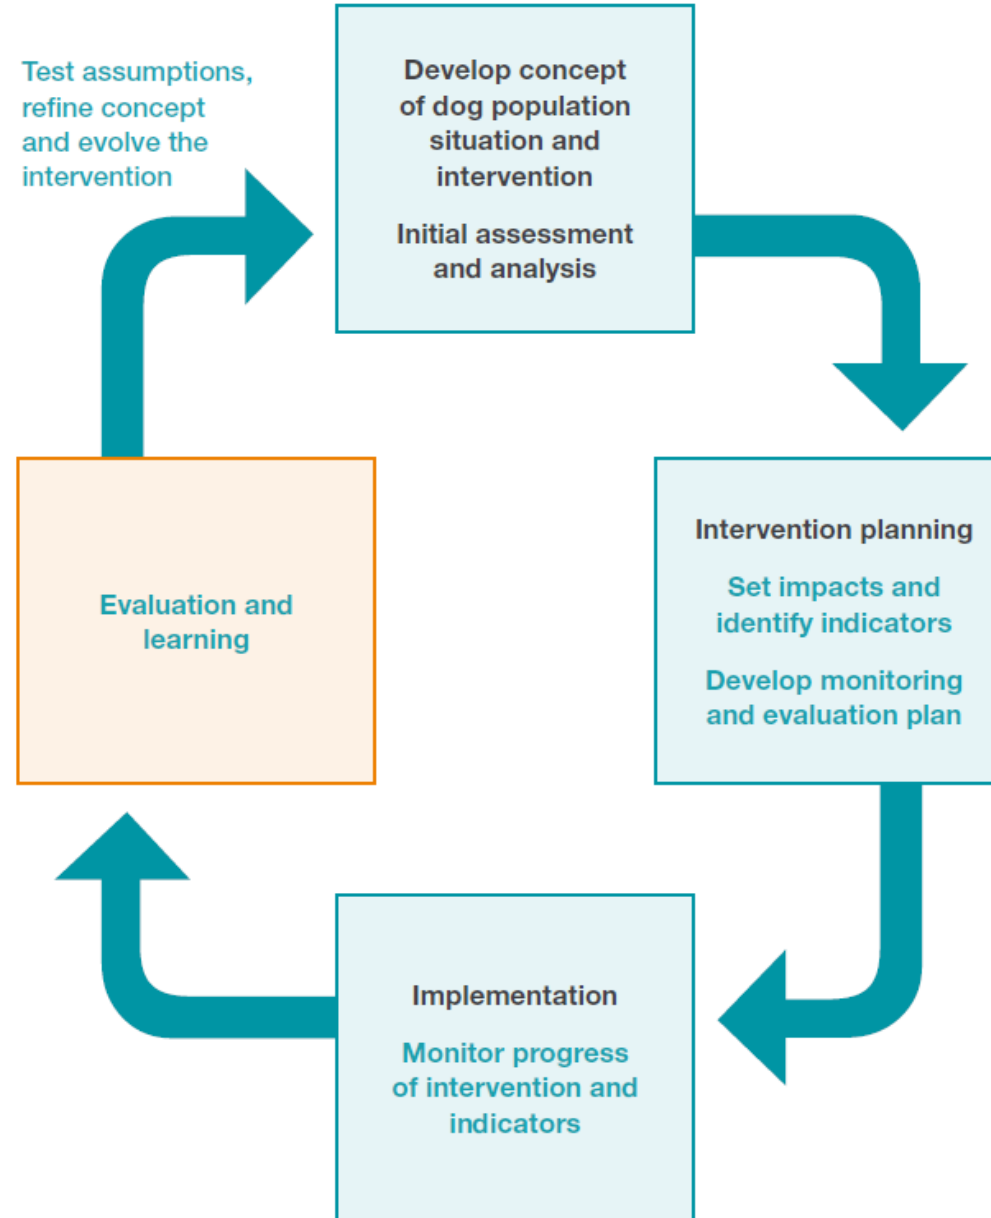 Test assumptions,
refine concept
and evolve the
intervention
Develop concept
of dog population
situation and
intervention
Initial assessment
and analysis
Intervention planning
Set impacts and
identify indicators
Develop monitoring
and evaluation plan
Implementation
Monitor progress
of intervention and
indicators
Evaluation and
learning